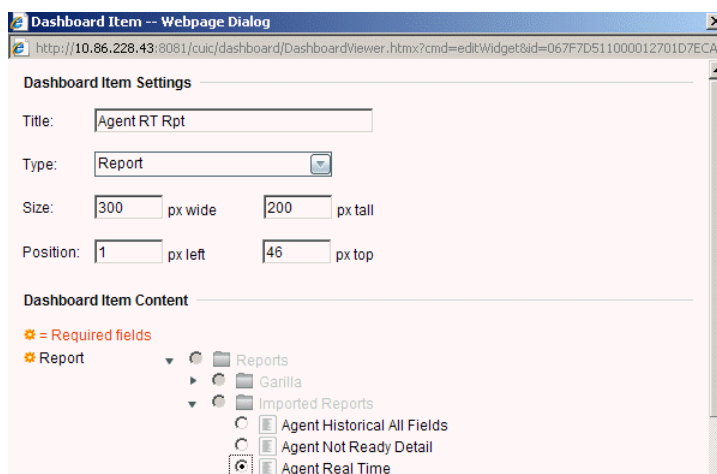 Dashboard Item -- Webpage Dialog
http://10.86.228.43:8081/cuic/dashboard/DashboardViewer.htmx?cmd=editWidget&id=067F7D511000012701D7ECA
Dashboard Item Settings
Title: Agent RT Rpt
Type: Report
Size: 300 px wide 200 px tall
Position: 1 px left 46 px top
Dashboard Item Content
= Required fields
Report Reports
Garilla
Imported Reports
Agent Historical All Fields
Agent Not Ready Detail
Agent Real Time